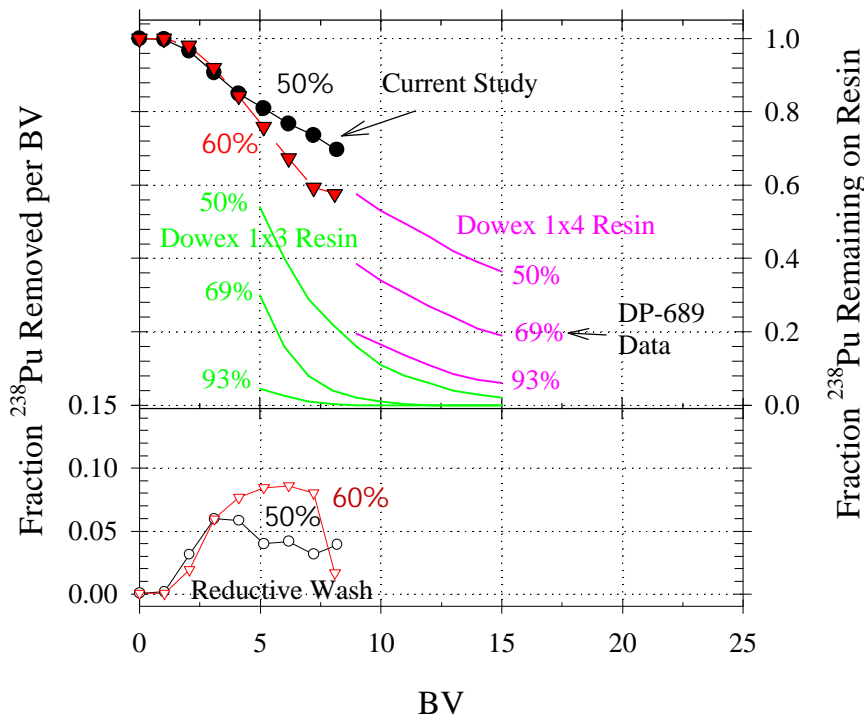 Fraction ²³⁸Pu Removed per BV
Fraction ²³⁸Pu Remaining on Resin
1.0
50%
Current Study
0.8
60%
0.6
50%
Dowex 1x3 Resin
Dowex 1x4 Resin
50%
0.4
69%
DP-689
Data
69%
0.2
93%
93%
0.15
0.0
0.10
60%
50%
0.05
0.00
Reductive Wash
0
5
10
15
20
25
BV